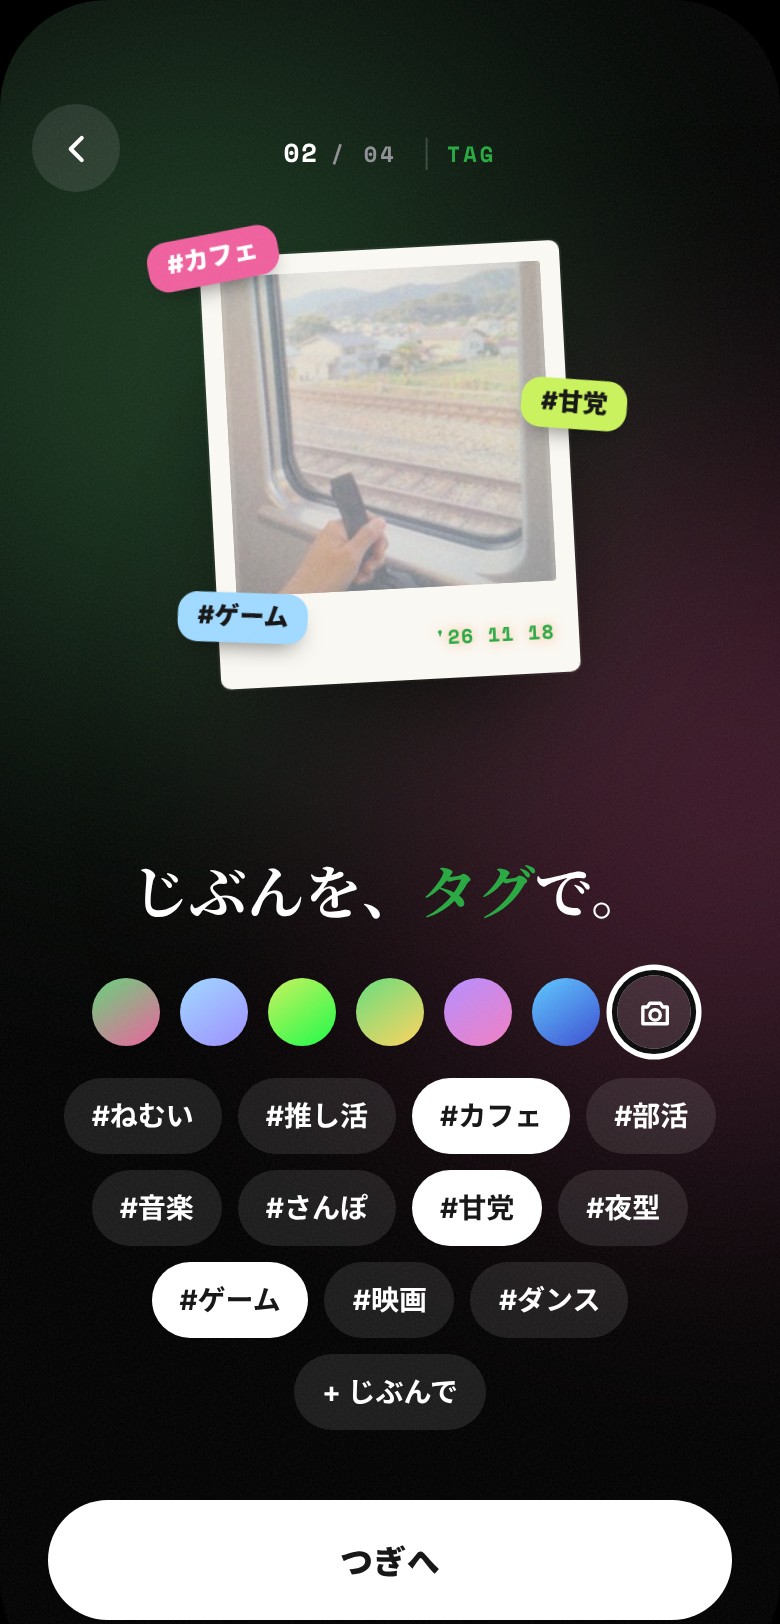 02 / 04 TAG
#カフェ
#甘党
#ゲーム
'26 11 18
じぶんを、タグで。
#ねむい #推し活 #カフェ #部活
#音楽 #さんぽ #甘党 #夜型
#ゲーム #映画 #ダンス
+ じぶんで
つぎへ